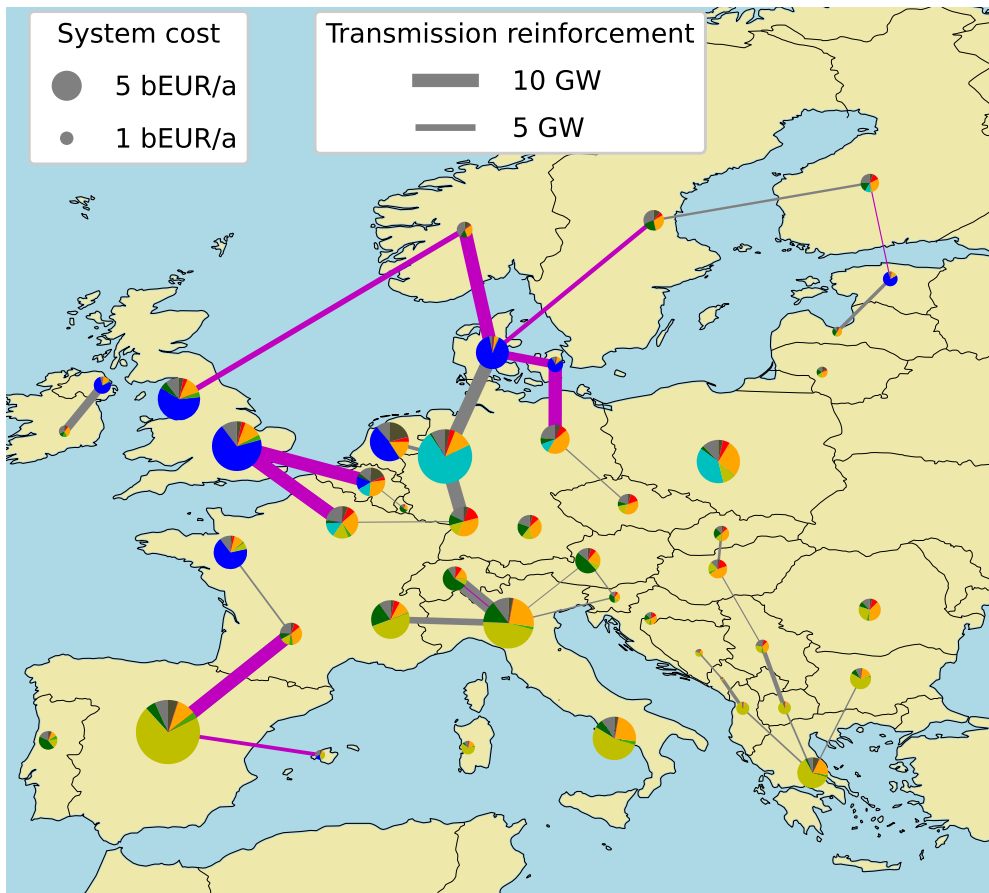 System cost
5 bEUR/a
1 bEUR/a
Transmission reinforcement
10 GW
5 GW